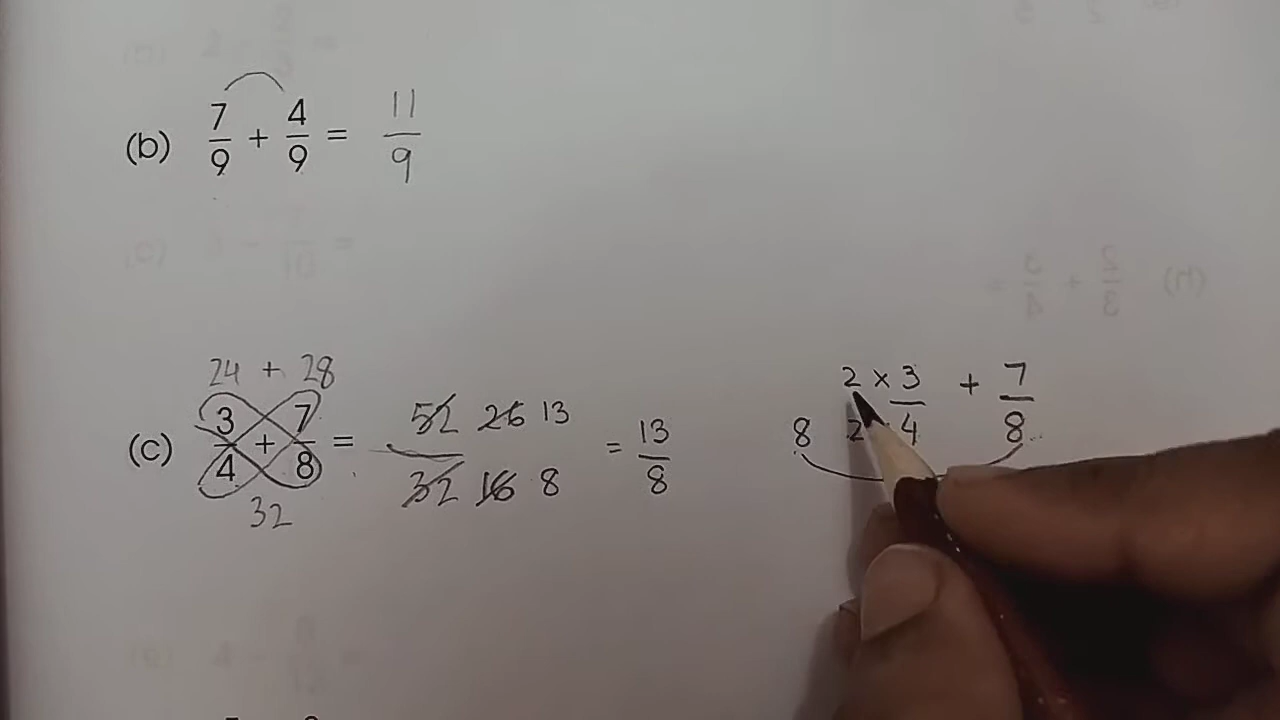 (b) 7/9 + 4/9 = 11/9
24 + 28
(c) 3/4 + 7/8 = 52/32 26/16 13/8 = 13/8
32
2 × 3/4 + 7/8
8 2